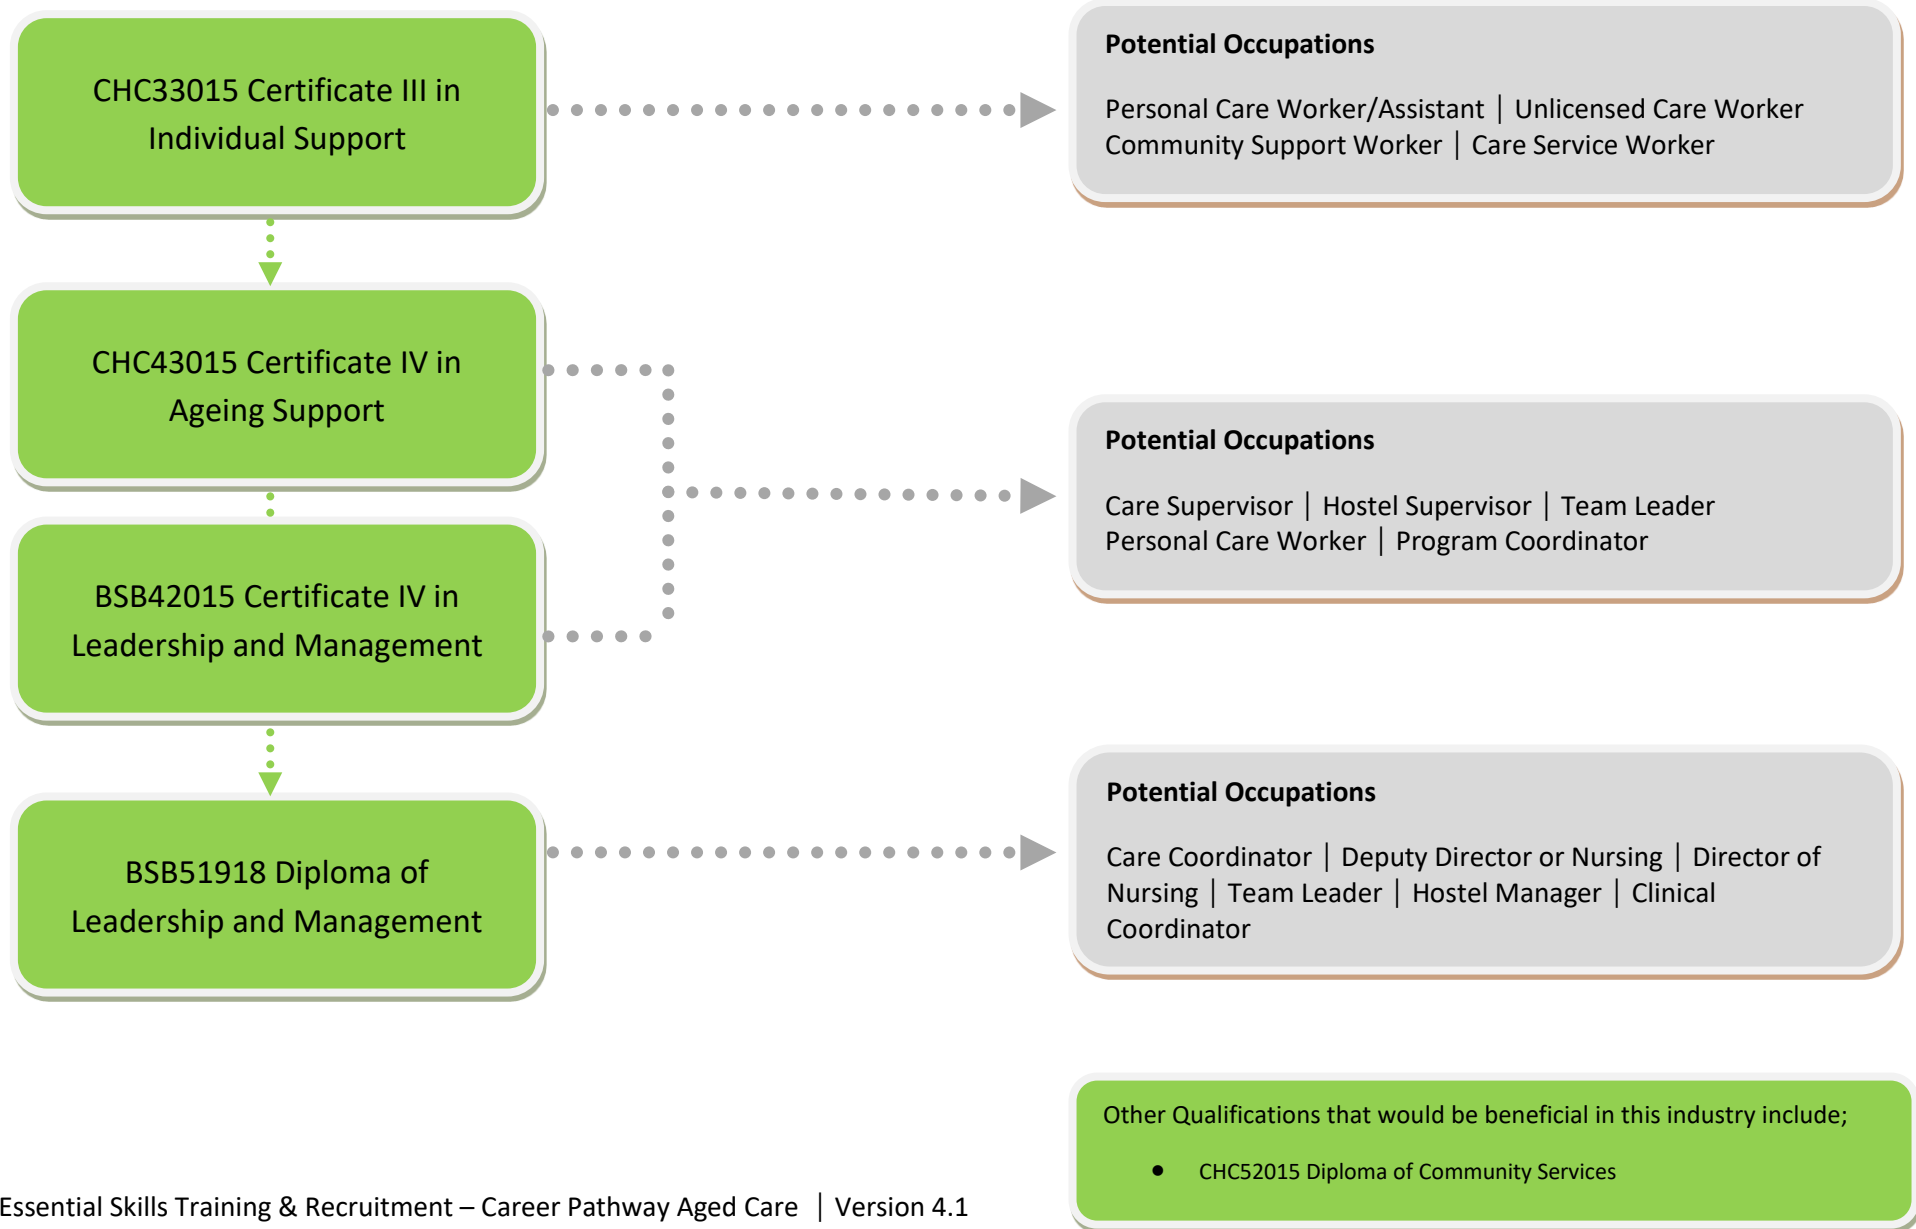 CHC33015 Certificate III in
Individual Support
Potential Occupations
Personal Care Worker/Assistant | Unlicensed Care Worker
Community Support Worker | Care Service Worker
CHC43015 Certificate IV in
Ageing Support
BSB42015 Certificate IV in
Leadership and Management
Potential Occupations
Care Supervisor | Hostel Supervisor | Team Leader
Personal Care Worker | Program Coordinator
BSB51918 Diploma of
Leadership and Management
Potential Occupations
Care Coordinator | Deputy Director or Nursing | Director of
Nursing | Team Leader | Hostel Manager | Clinical
Coordinator
Other Qualifications that would be beneficial in this industry include;
• CHC52015 Diploma of Community Services
Essential Skills Training & Recruitment – Career Pathway Aged Care | Version 4.1